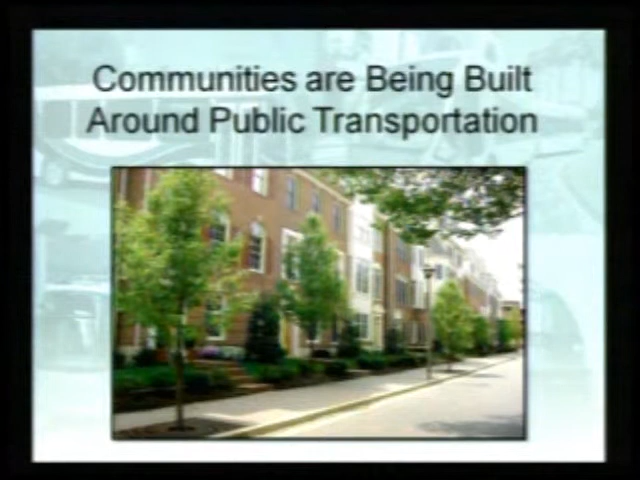 Communities are Being Built
Around Public Transportation